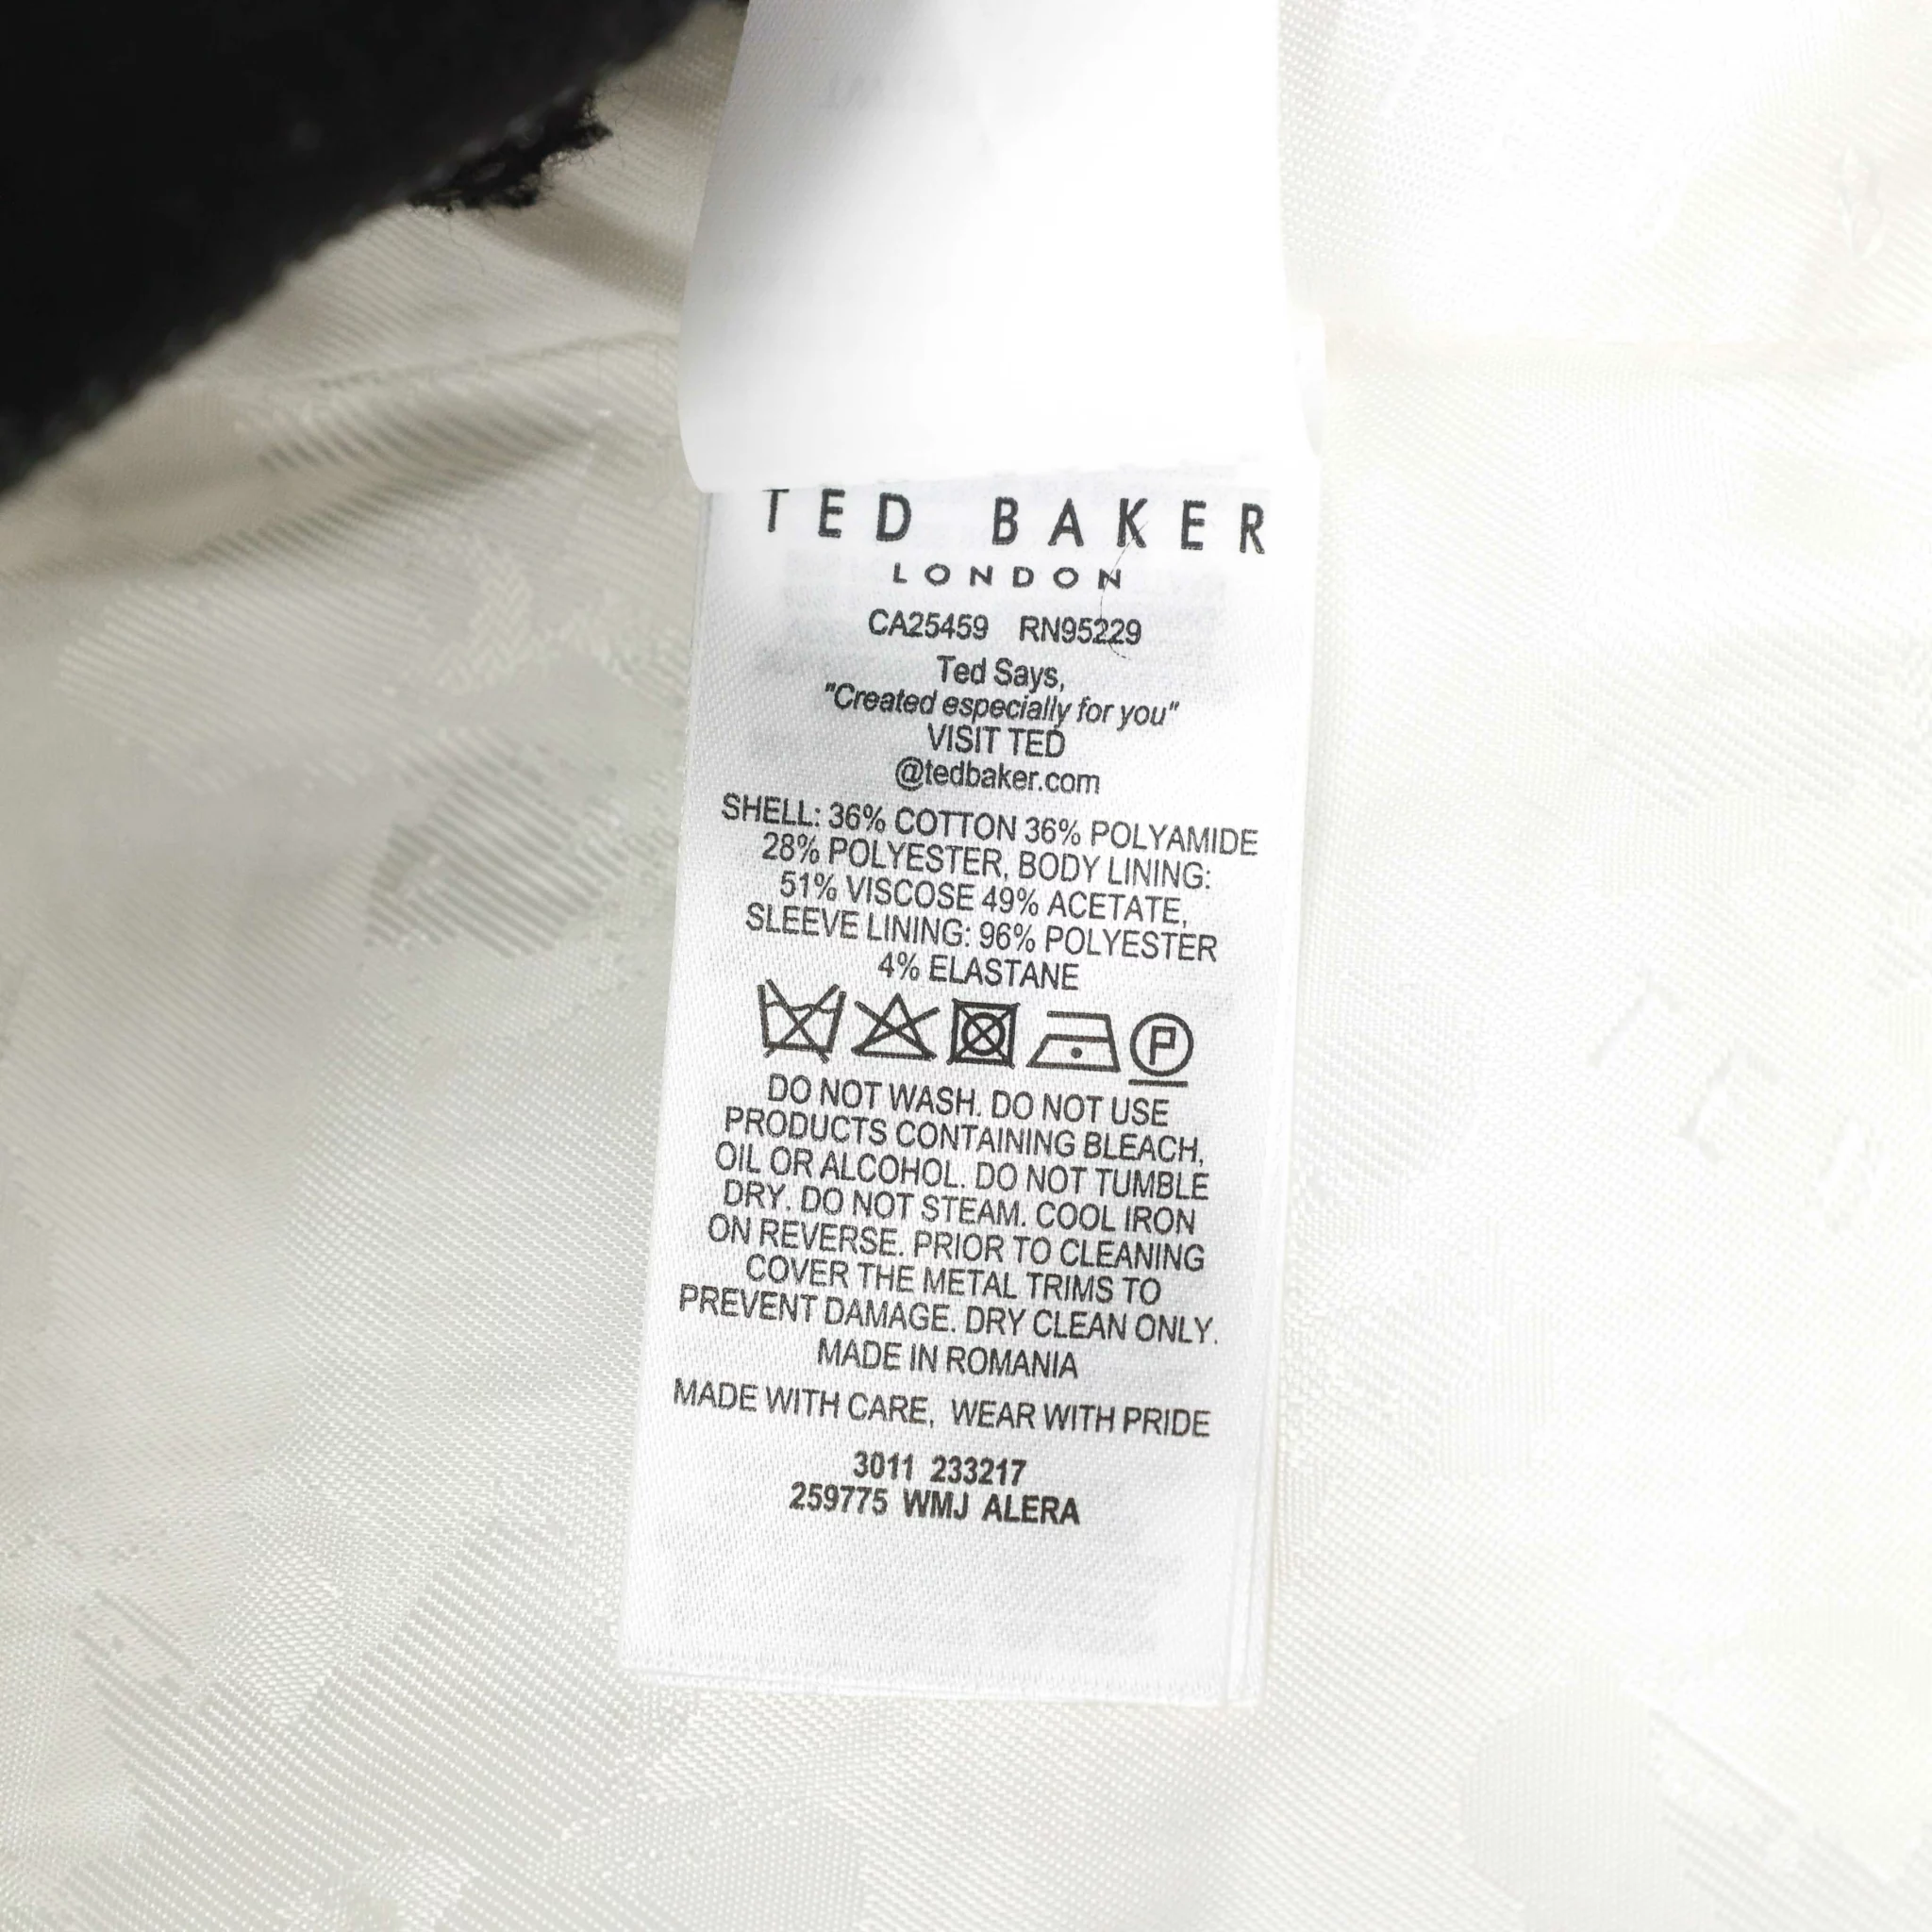 TED BAKER
LONDON
CA25459 RN95229
Ted Says,
"Created especially for you"
VISIT TED
@tedbaker.com
SHELL: 36% COTTON 36% POLYAMIDE
28% POLYESTER, BODY LINING:
51% VISCOSE 49% ACETATE,
SLEEVE LINING: 96% POLYESTER
4% ELASTANE
P
DO NOT WASH. DO NOT USE
PRODUCTS CONTAINING BLEACH,
OIL OR ALCOHOL. DO NOT TUMBLE
DRY. DO NOT STEAM. COOL IRON
ON REVERSE. PRIOR TO CLEANING
COVER THE METAL TRIMS TO
PREVENT DAMAGE. DRY CLEAN ONLY.
MADE IN ROMANIA
MADE WITH CARE, WEAR WITH PRIDE
3011 233217
259775 WMJ ALERA
TED